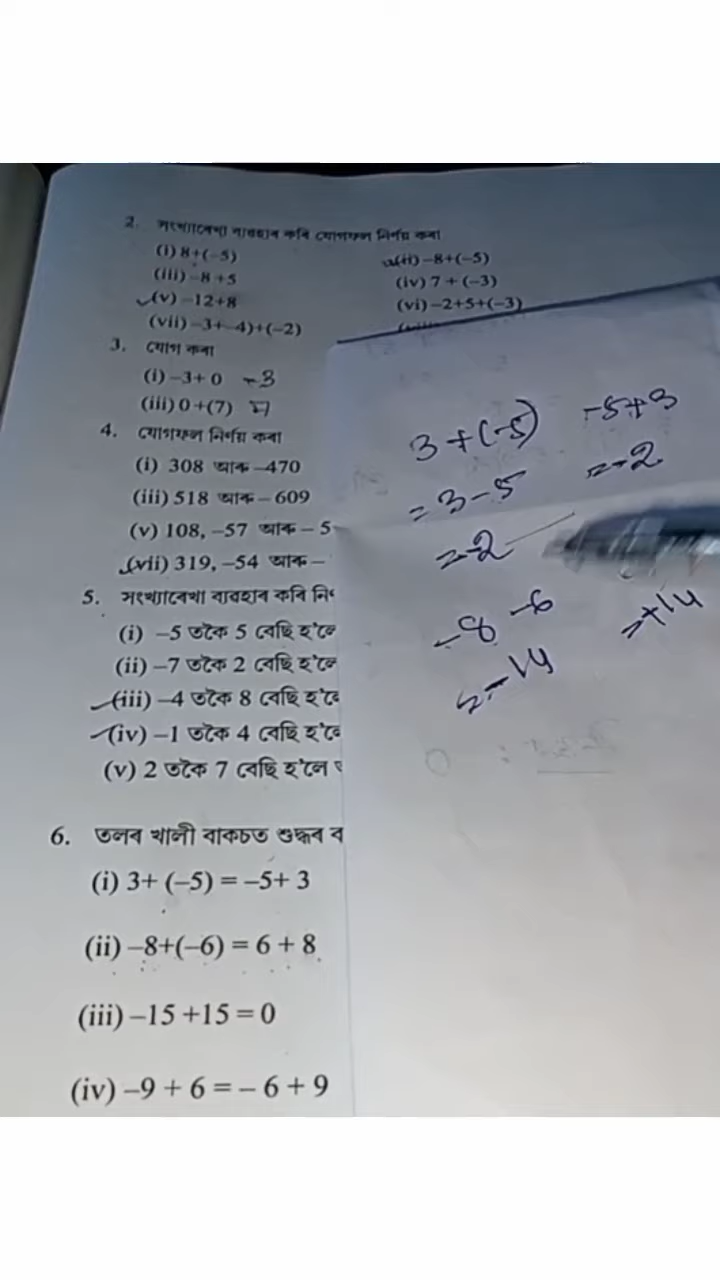 2. সংখ্যাৰেখা ব্যৱহাৰ কৰি যোগফল নিৰ্ণয় কৰা
(i) 8+(–5) (ii) –8+(–5)
(iii) –8 +5 (iv) 7 + (–3)
(v) –12+8 (vi) –2+5+(–3)
(vii) –3+ –4)+(–2)
3. যোগ কৰা
(i) –3+ 0 –3
(iii) 0 +(7)
4. যোগফল নিৰ্ণয় কৰা
(i) 308 আৰু –470
(iii) 518 আৰু – 609
(v) 108, –57 আৰু – 5
(vii) 319, –54 আৰু –
5. সংখ্যাৰেখা ব্যৱহাৰ কৰি
(i) –5 তকৈ 5 বেছি হ'লে
(ii) –7 তকৈ 2 বেছি হ'লে
(iii) –4 তকৈ 8 বেছি
(iv) –1 তকৈ 4 বেছি
(v) 2 তকৈ 7 বেছি হ'লে
6. তলৰ খালী বাকচত শুদ্ধৰ
(i) 3+ (–5) = –5+ 3
(ii) –8+(–6) = 6 + 8
(iii) –15 +15 = 0
(iv) –9 + 6 = – 6 + 9
3+(-5) -5+3
= 3-5 =-2
=-2
-8 -6 =+14
=-14